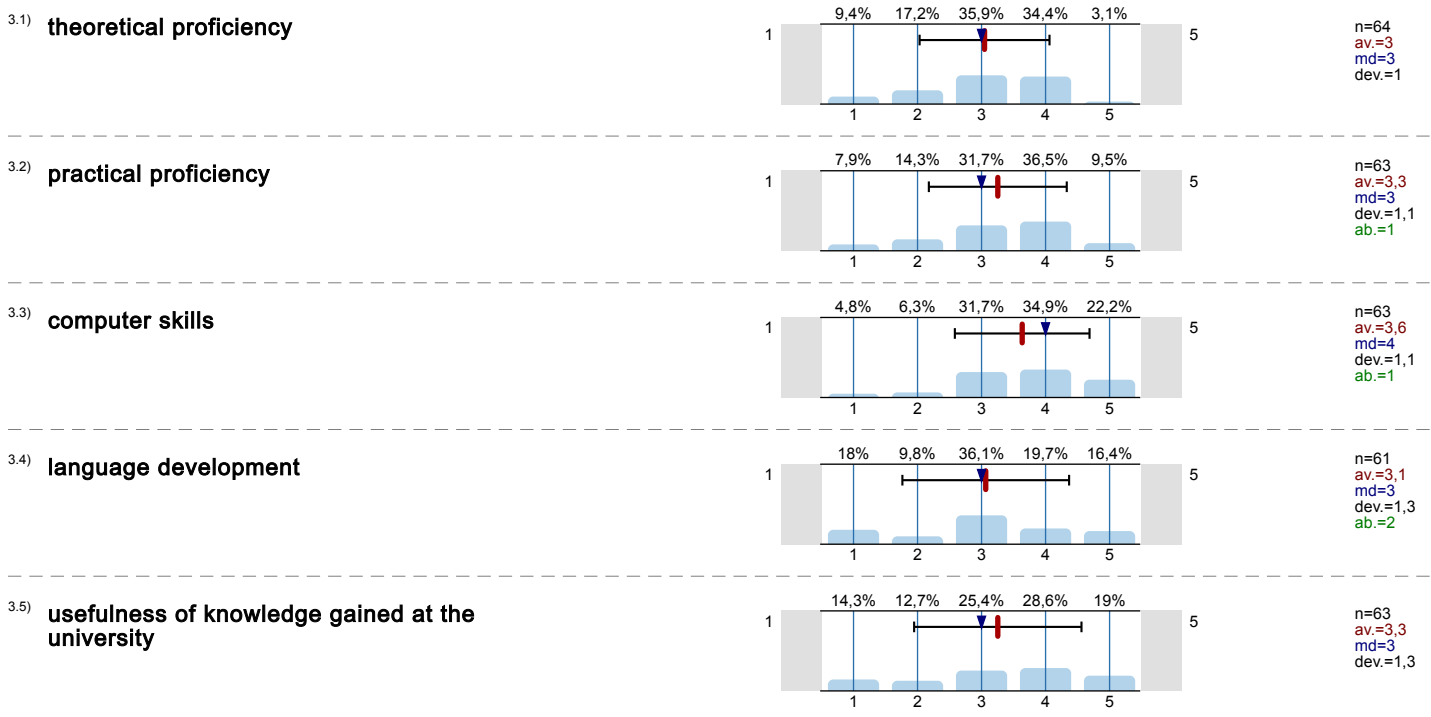 3.1) theoretical proficiency
9,4% 17,2% 35,9% 34,4% 3,1%
1 5
1 2 3 4 5
n=64
av.=3
md=3
dev.=1
3.2) practical proficiency
7,9% 14,3% 31,7% 36,5% 9,5%
1 5
1 2 3 4 5
n=63
av.=3,3
md=3
dev.=1,1
ab.=1
3.3) computer skills
4,8% 6,3% 31,7% 34,9% 22,2%
1 5
1 2 3 4 5
n=63
av.=3,6
md=4
dev.=1,1
ab.=1
3.4) language development
18% 9,8% 36,1% 19,7% 16,4%
1 5
1 2 3 4 5
n=61
av.=3,1
md=3
dev.=1,3
ab.=2
3.5) usefulness of knowledge gained at the
university
14,3% 12,7% 25,4% 28,6% 19%
1 5
1 2 3 4 5
n=63
av.=3,3
md=3
dev.=1,3